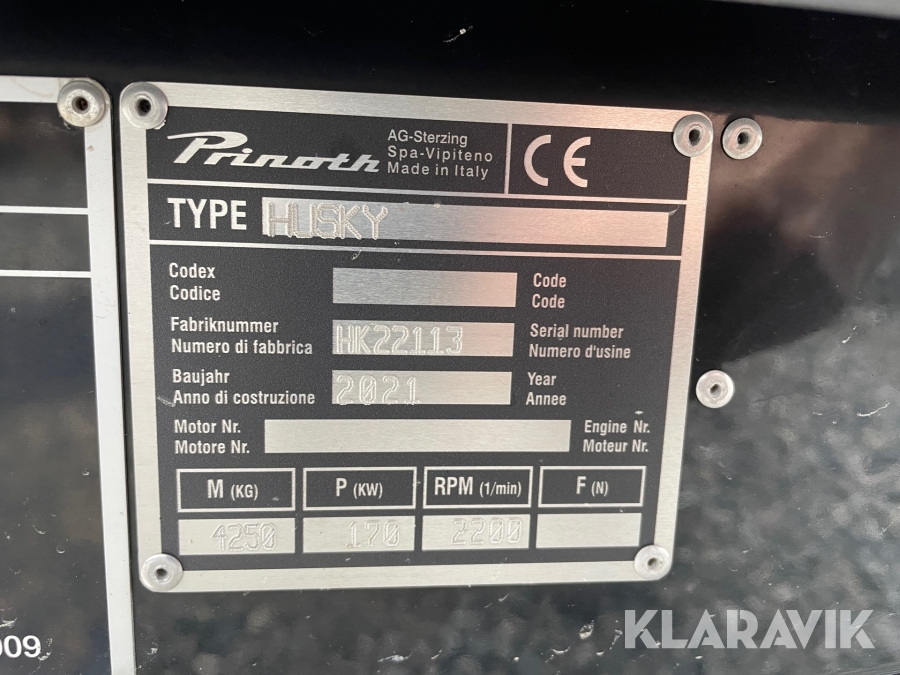 Prinoth
AG-Sterzing
Spa-Vipiteno
Made in Italy
CE
TYPE HUSKY
Codex
Codice
Code
Code
Fabriknummer
Numero di fabbrica
HK22113
Serial number
Numero d'usine
Baujahr
Anno di costruzione
2021
Year
Annee
Motor Nr.
Motore Nr.
Engine Nr.
Moteur Nr.
M (KG) P (KW) RPM (1/min) F (N)
4250 170 2200
009
KLARAVIK